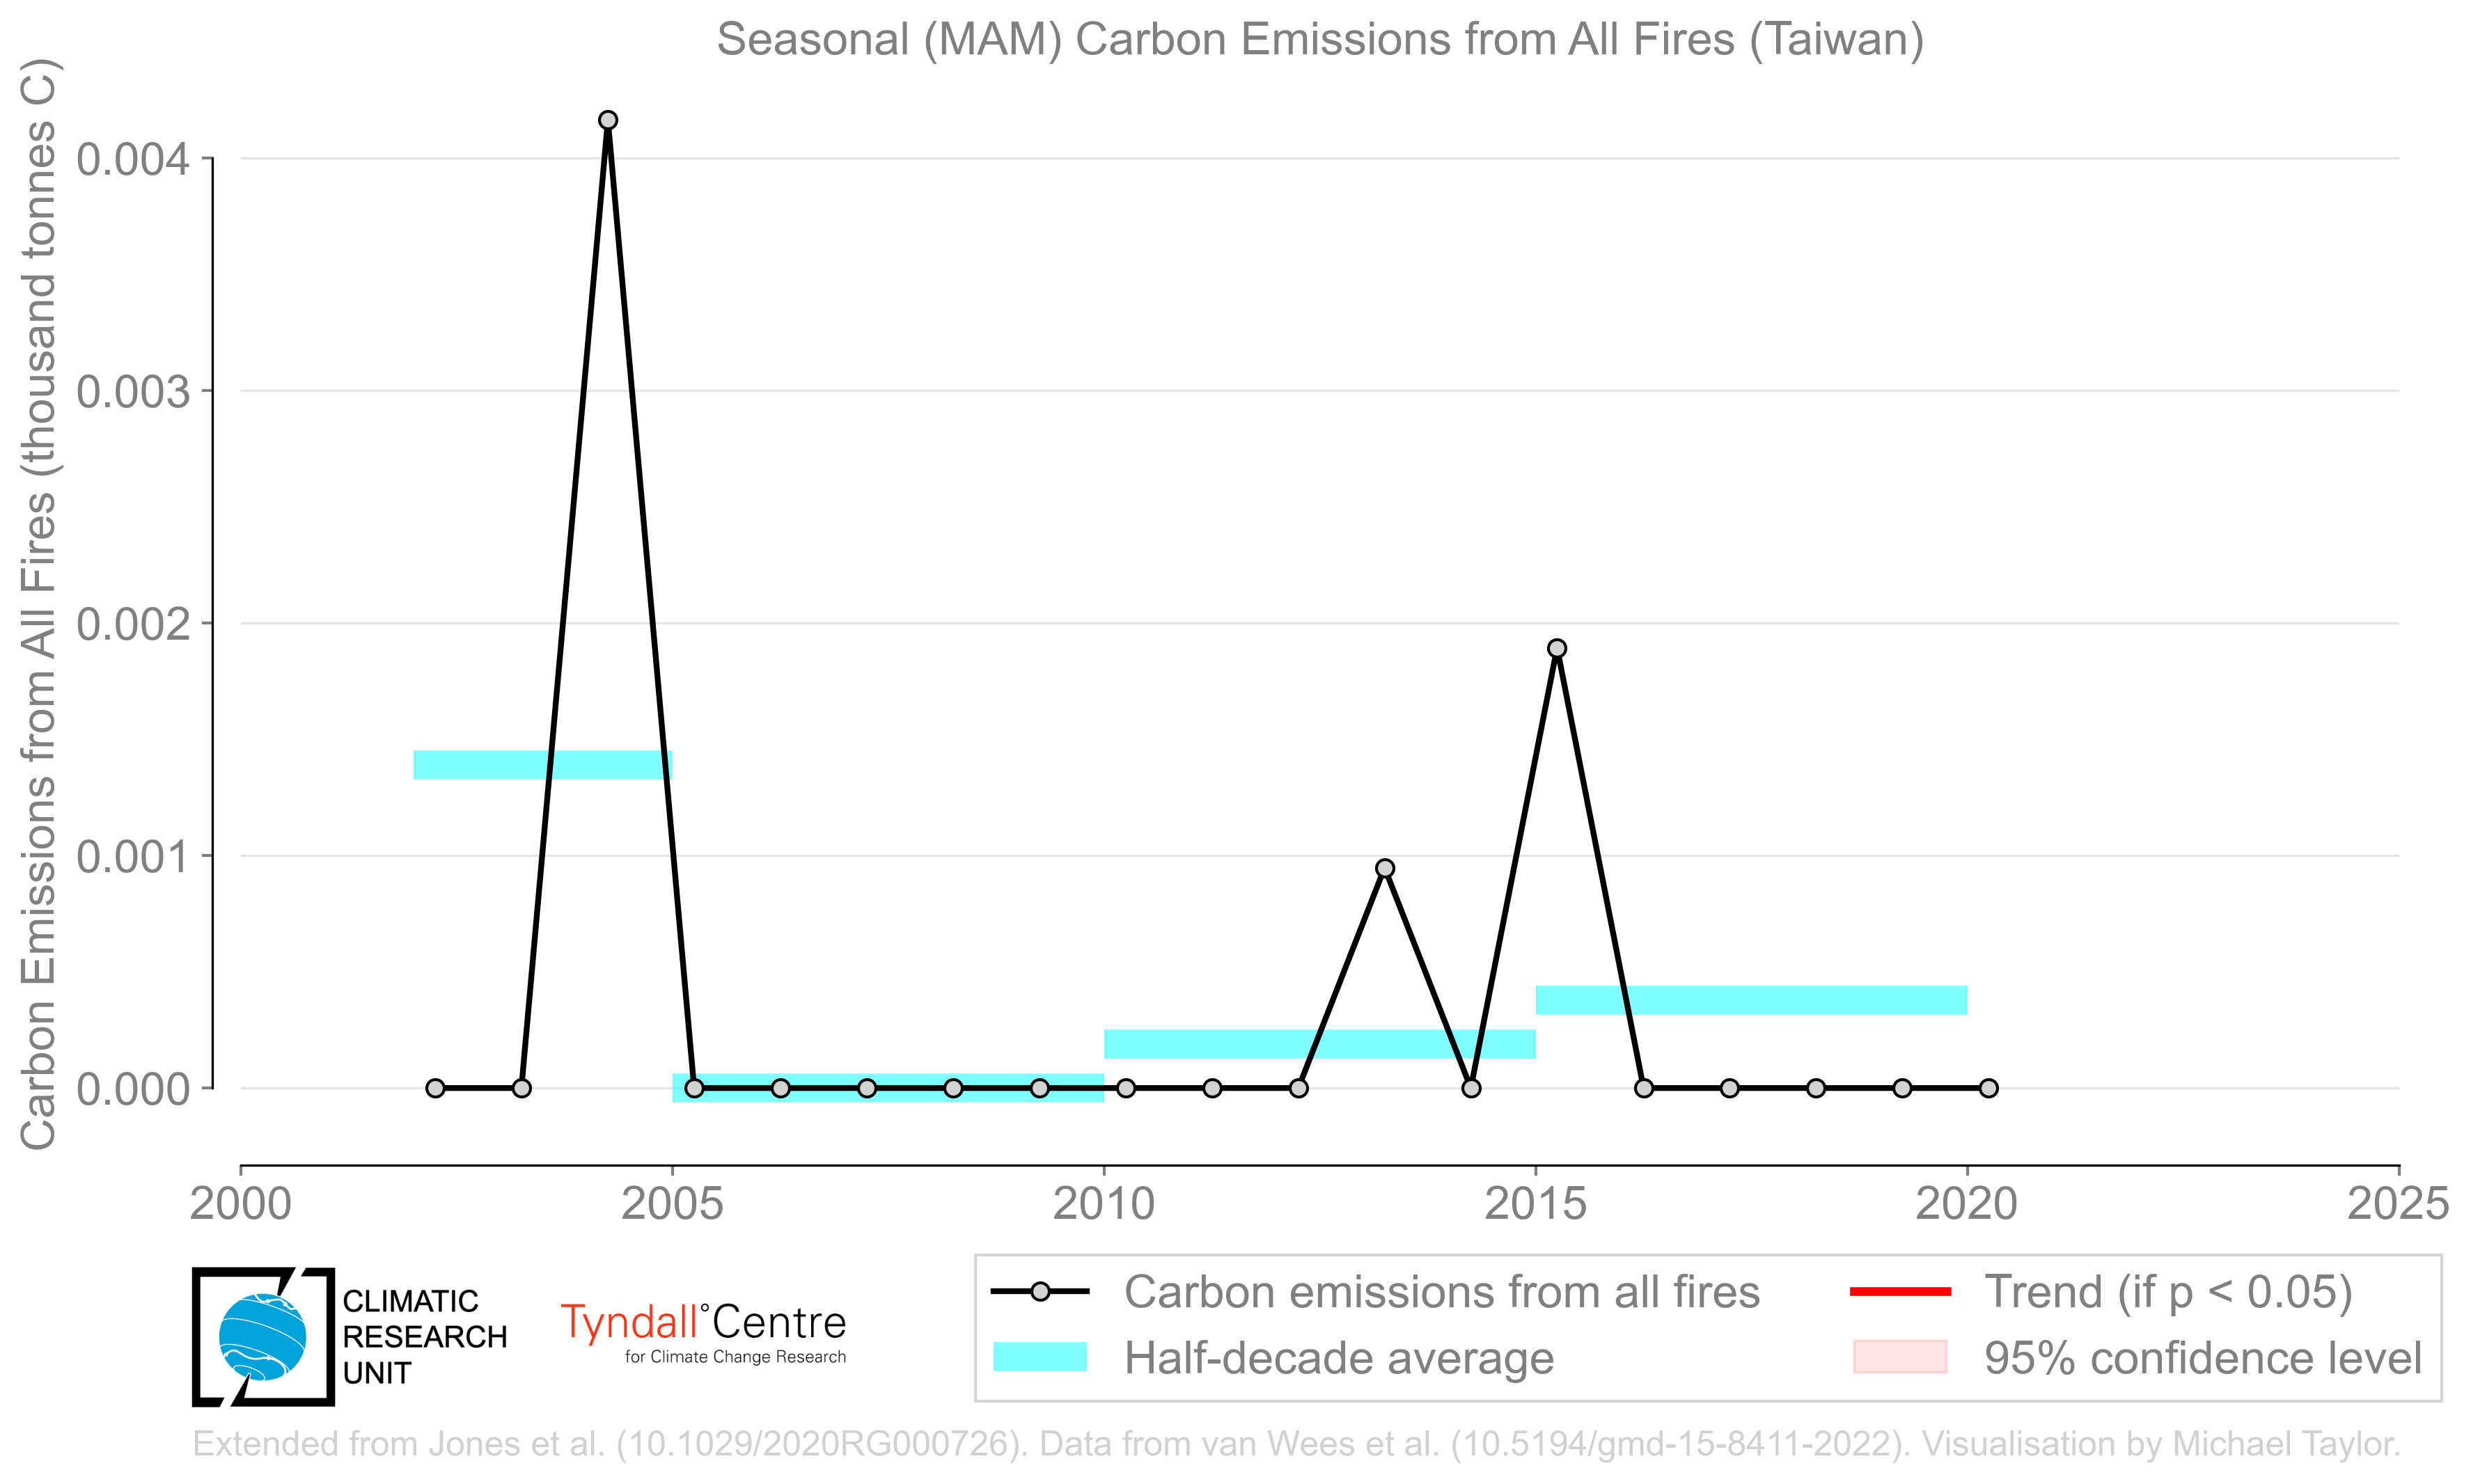 Seasonal (MAM) Carbon Emissions from All Fires (Taiwan)
Carbon Emissions from All Fires (thousand tonnes C)
0.004
0.003
0.002
0.001
0.000
2000 2005 2010 2015 2020 2025
CLIMATIC
RESEARCH
UNIT
Tyndall°Centre
for Climate Change Research
Carbon emissions from all fires
Half-decade average
Trend (if p < 0.05)
95% confidence level
Extended from Jones et al. (10.1029/2020RG000726). Data from van Wees et al. (10.5194/gmd-15-8411-2022). Visualisation by Michael Taylor.